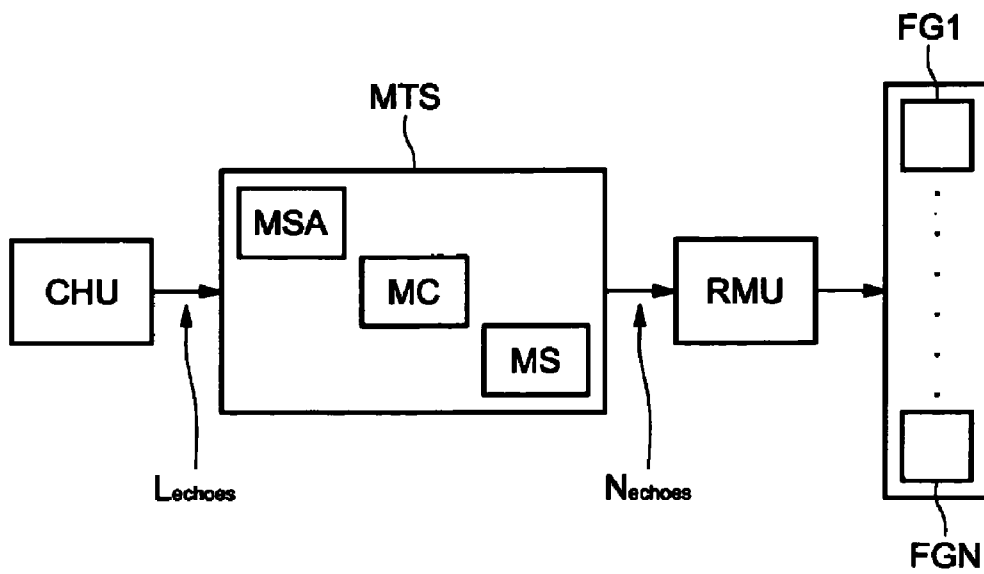 FG1
MTS
MSA
CHU
MC
RMU
MS
Lechoes
Nechoes
FGN